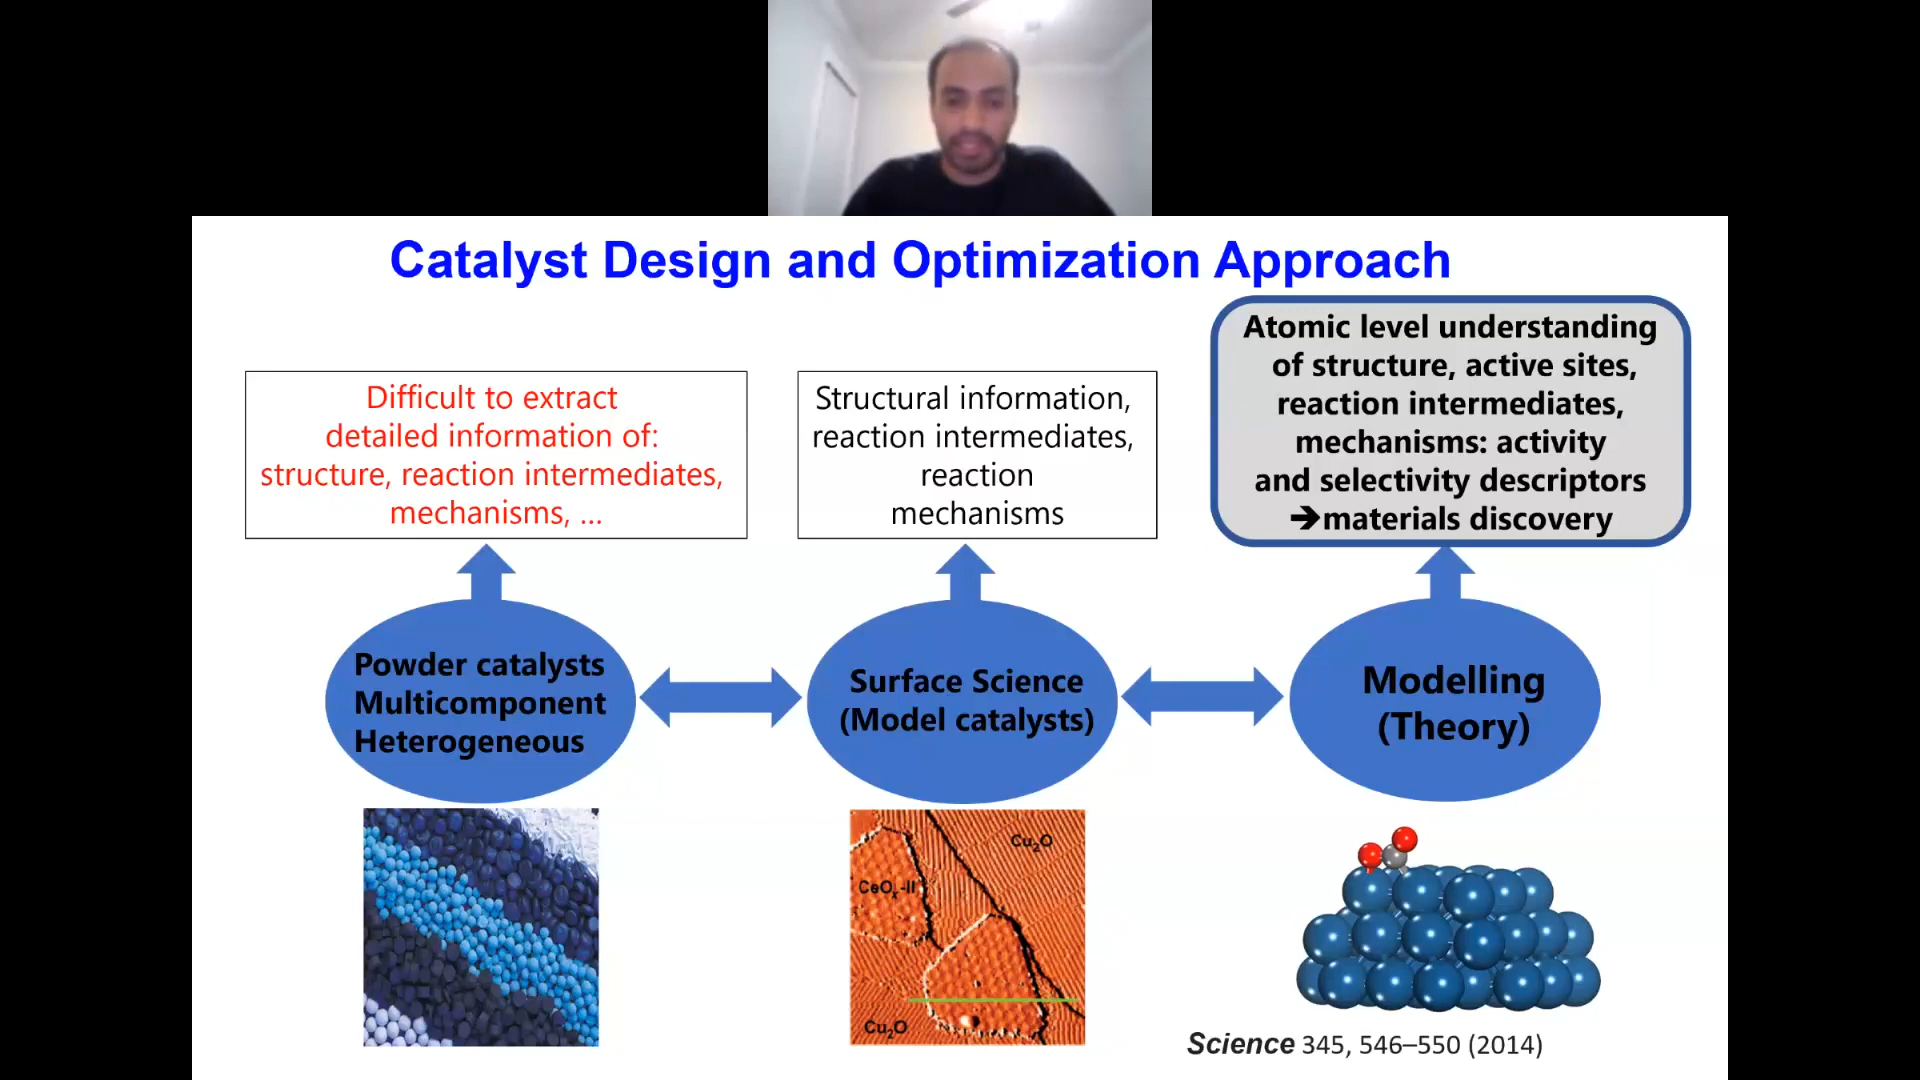 Catalyst Design and Optimization Approach
Difficult to extract
detailed information of:
structure, reaction intermediates,
mechanisms, ...
Structural information,
reaction intermediates,
reaction
mechanisms
Atomic level understanding
of structure, active sites,
reaction intermediates,
mechanisms: activity
and selectivity descriptors
➔materials discovery
Powder catalysts
Multicomponent
Heterogeneous
Surface Science
(Model catalysts)
Modelling
(Theory)
Cu₂O
CeOₓ-II
Cu₂O
Science 345, 546–550 (2014)